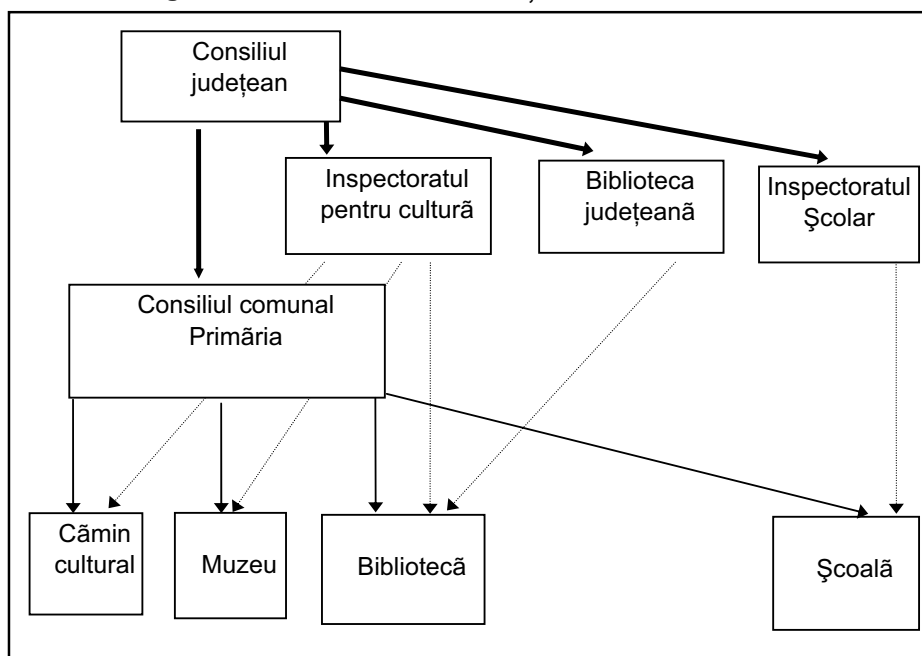 Consiliul
județean
Inspectoratul
pentru culturã
Biblioteca
județeanã
Inspectoratul
Şcolar
Consiliul comunal
Primãria
Cãmin
cultural
Muzeu
Bibliotecã
Şcoalã